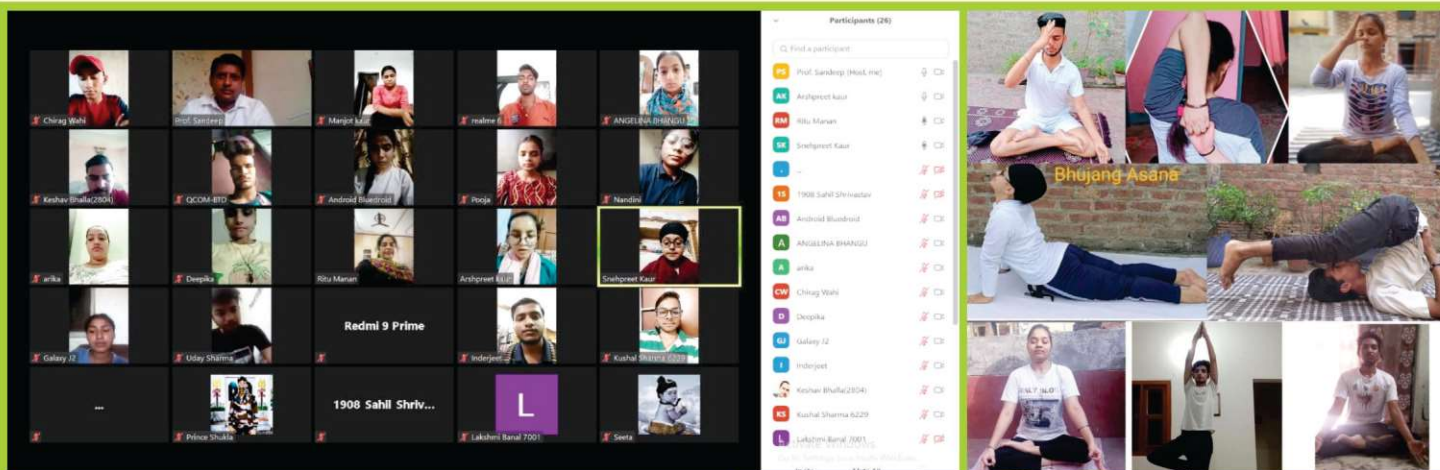 Chirag Wahi
Prof. Sandeep
Manjot kaur
realme 6
ANGELINA BHANGU
Keshav Bhalla(2804)
QCOM-BTD
Android Bluedroid
Pooja
Nandini
arika
Deepika
Ritu Manan
Arshpreet kaur
Snehpreet Kaur
Galaxy J2
Uday Sharma
Redmi 9 Prime
Inderjeet
Kushal Sharma 6229
...
Prince Shukla
1908 Sahil Shriv...
L
Lakshmi Banal 7001
Seeta
Participants (26)
Find a participant
PS Prof. Sandeep (Host, me)
AK Arshpreet kaur
RM Ritu Manan
SK Snehpreet Kaur
1S 1908 Sahil Shrivastav
AB Android Bluedroid
A ANGELINA BHANGU
A arika
CW Chirag Wahi
D Deepika
GJ Galaxy J2
I Inderjeet
Keshav Bhalla(2804)
KS Kushal Sharma 6229
L Lakshmi Banal 7001
Bhujang Asana